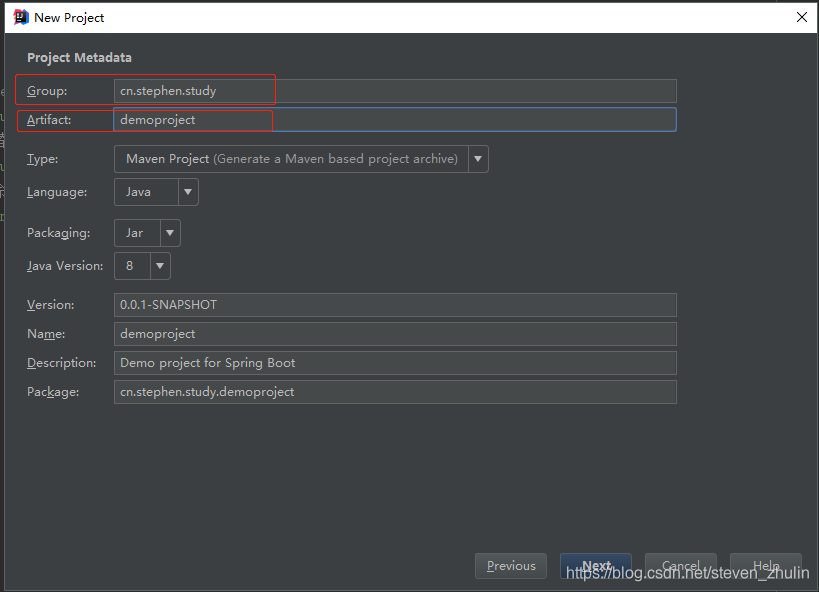 New Project
Project Metadata
Group: cn.stephen.study
Artifact: demoproject
Type: Maven Project (Generate a Maven based project archive)
Language: Java
Packaging: Jar
Java Version: 8
Version: 0.0.1-SNAPSHOT
Name: demoproject
Description: Demo project for Spring Boot
Package: cn.stephen.study.demoproject
Previous Next Cancel Help
https://blog.csdn.net/steven_zhulin